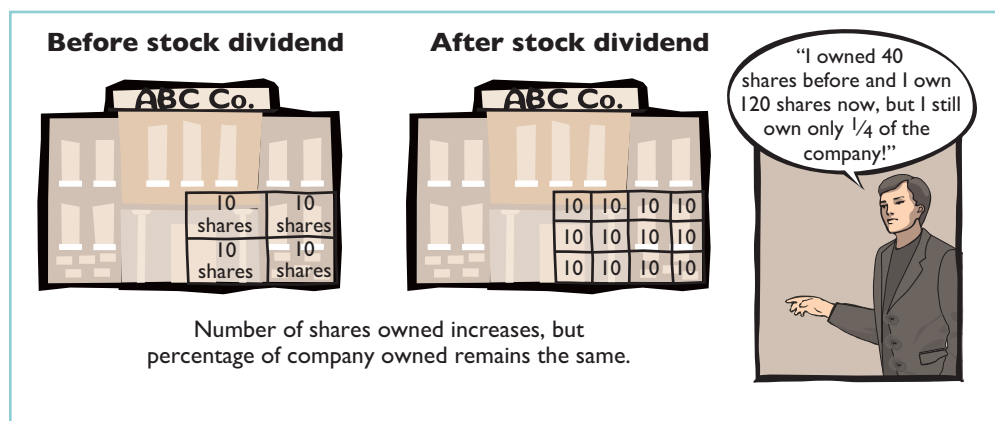 Before stock dividend
After stock dividend
ABC Co.
10 shares
10 shares
10 shares
10 shares
ABC Co.
10 10 10 10
10 10 10 10
10 10 10 10
"I owned 40
shares before and I own
120 shares now, but I still
own only 1/4 of the
company!"
Number of shares owned increases, but
percentage of company owned remains the same.